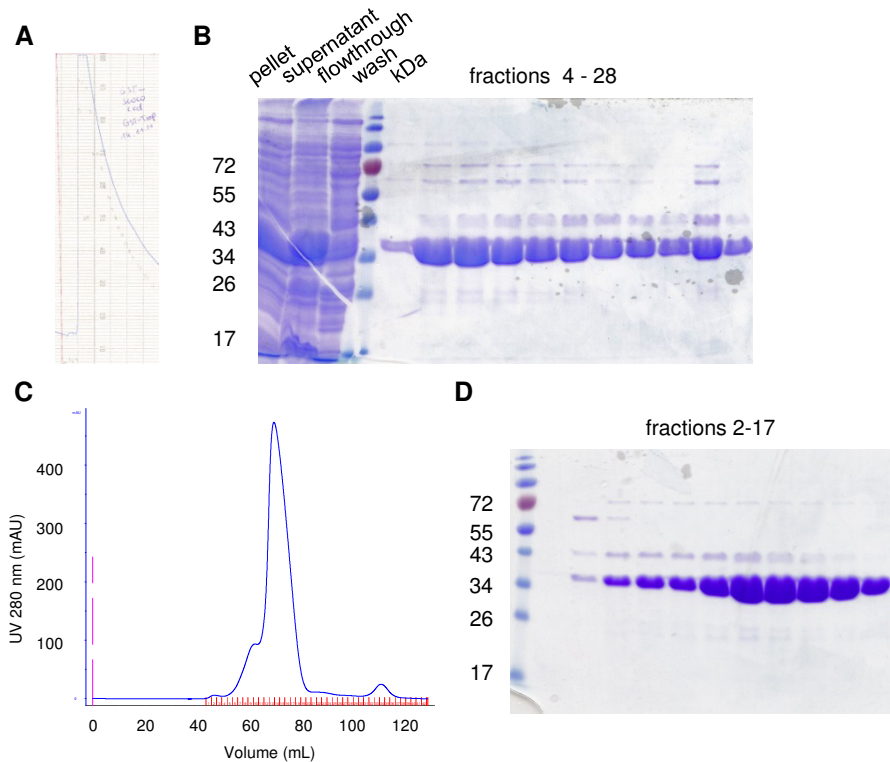 A
B
pellet
supernatant
flowthrough
wash
kDa
fractions 4 - 28
72
55
43
34
26
17
C
mAU
UV 280 nm (mAU)
400
300
200
100
0 20 40 60 80 100 120
Volume (mL)
D
fractions 2-17
72
55
43
34
26
17